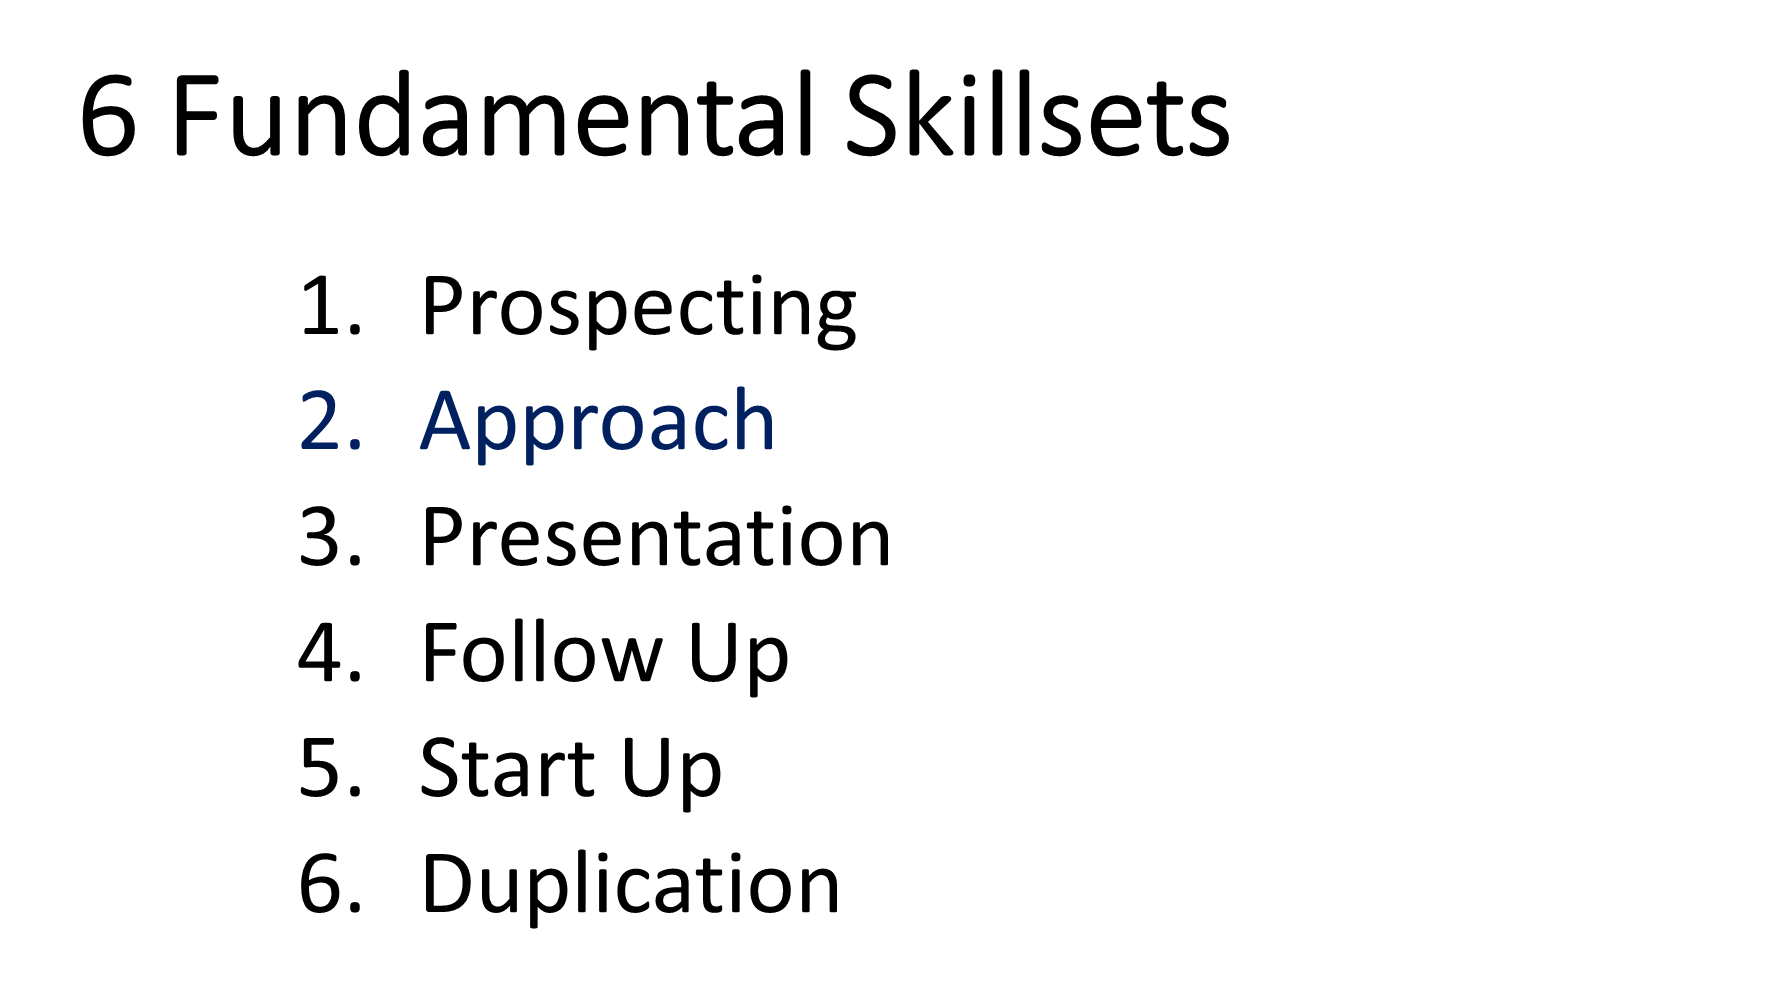 6 Fundamental Skillsets
1. Prospecting
2. Approach
3. Presentation
4. Follow Up
5. Start Up
6. Duplication